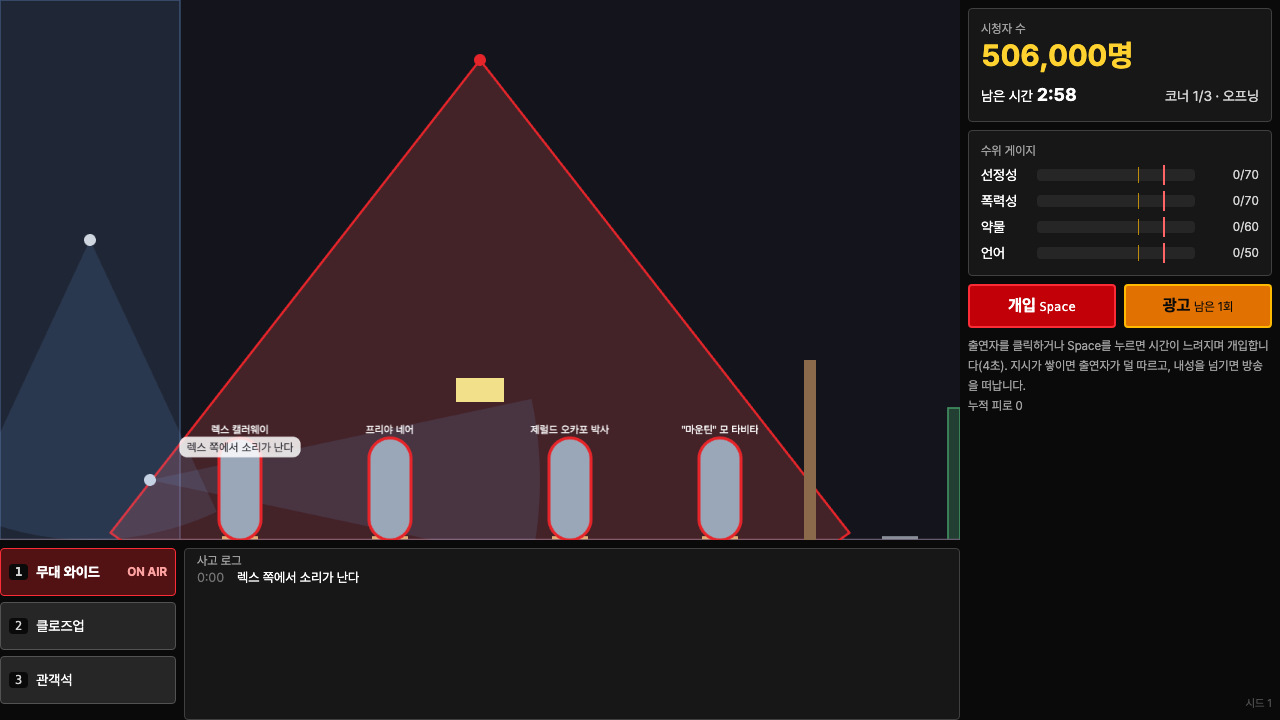 시청자 수
506,000명
남은 시간 2:58
코너 1/3 · 오프닝
수위 게이지
선정성 0/70
폭력성 0/70
약물 0/60
언어 0/50
개입 Space
광고 남은 1회
출연자를 클릭하거나 Space를 누르면 시간이 느려지며 개입합니
다(4초). 지시가 쌓이면 출연자가 덜 따르고, 내성을 넘기면 방송
을 떠납니다.
누적 피로 0
렉스 캘러웨이
프리야 네어
제럴드 오카포 박사
"마운틴" 모 타비타
렉스 쪽에서 소리가 난다
1 무대 와이드 ON AIR
2 클로즈업
3 관객석
사고 로그
0:00 렉스 쪽에서 소리가 난다
시드 1